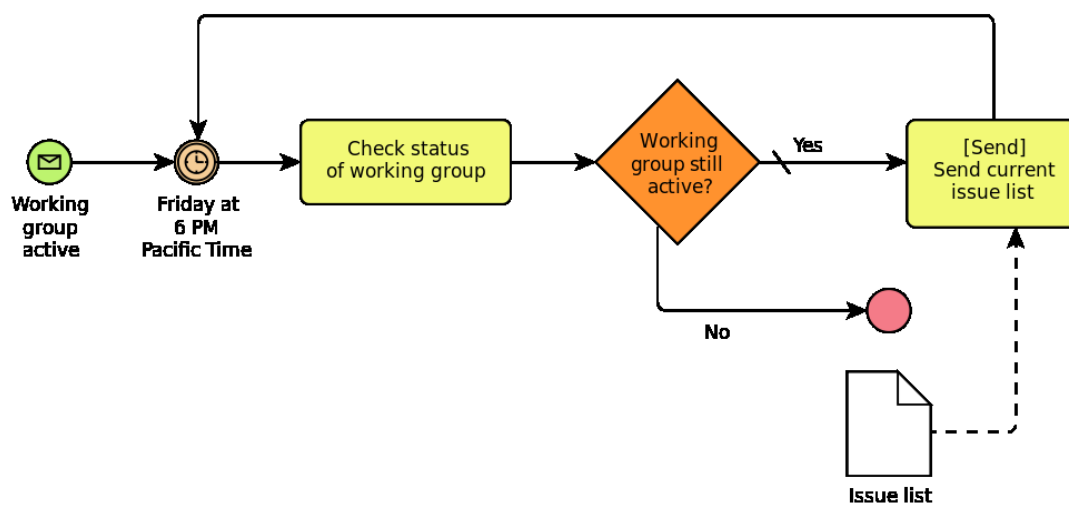 Working
group
active
Friday at
6 PM
Pacific Time
Check status
of working group
Working
group still
active?
Yes
[Send]
Send current
issue list
No
Issue list